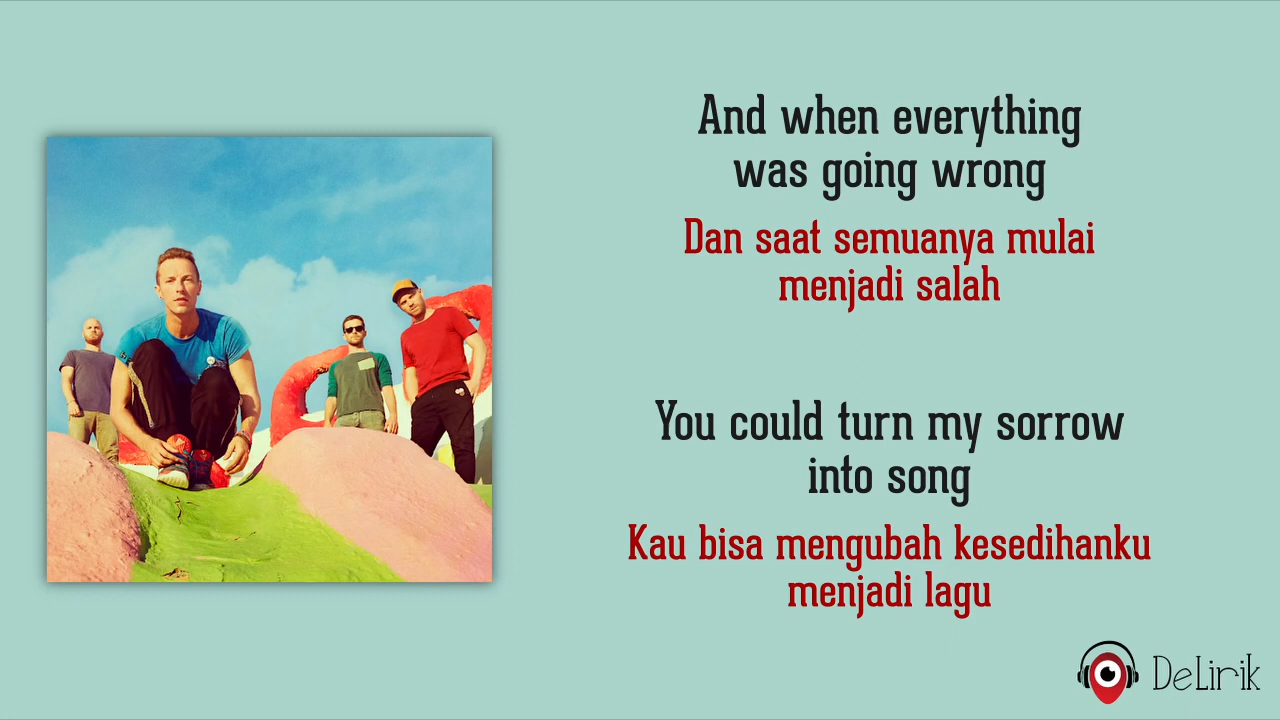 And when everything
was going wrong
Dan saat semuanya mulai
menjadi salah
You could turn my sorrow
into song
Kau bisa mengubah kesedihanku
menjadi lagu
DeLirik